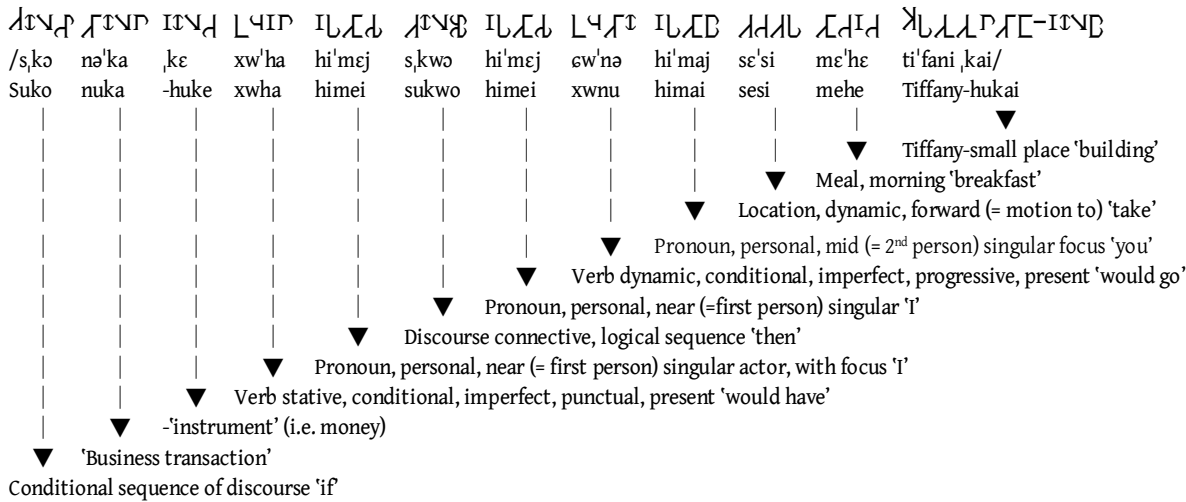 /sˌkɔ nəˈka ˌkɛ xwˈha hiˈmɛj sˌkwɔ hiˈmɛj ɕwˈnə hiˈmaj sɛˈsi mɛˈhɛ tiˈfani ˌkai/
Suko nuka -huke xwha himei sukwo himei xwnu himai sesi mehe Tiffany-hukai
Tiffany-small place ‘building’
Meal, morning ‘breakfast’
Location, dynamic, forward (= motion to) ‘take’
Pronoun, personal, mid (= 2nd person) singular focus ‘you’
Verb dynamic, conditional, imperfect, progressive, present ‘would go’
Pronoun, personal, near (=first person) singular ‘I’
Discourse connective, logical sequence ‘then’
Pronoun, personal, near (= first person) singular actor, with focus ‘I’
Verb stative, conditional, imperfect, punctual, present ‘would have’
-‘instrument’ (i.e. money)
‘Business transaction’
Conditional sequence of discourse ‘if’